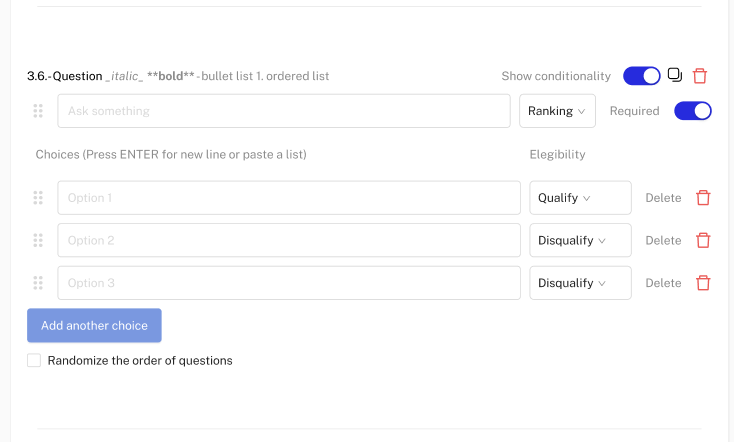 3.6.- Question _italic_ **bold** - bullet list 1. ordered list Show conditionality
Ask something Ranking Required
Choices (Press ENTER for new line or paste a list) Elegibility
Option 1 Qualify Delete
Option 2 Disqualify Delete
Option 3 Disqualify Delete
Add another choice
Randomize the order of questions